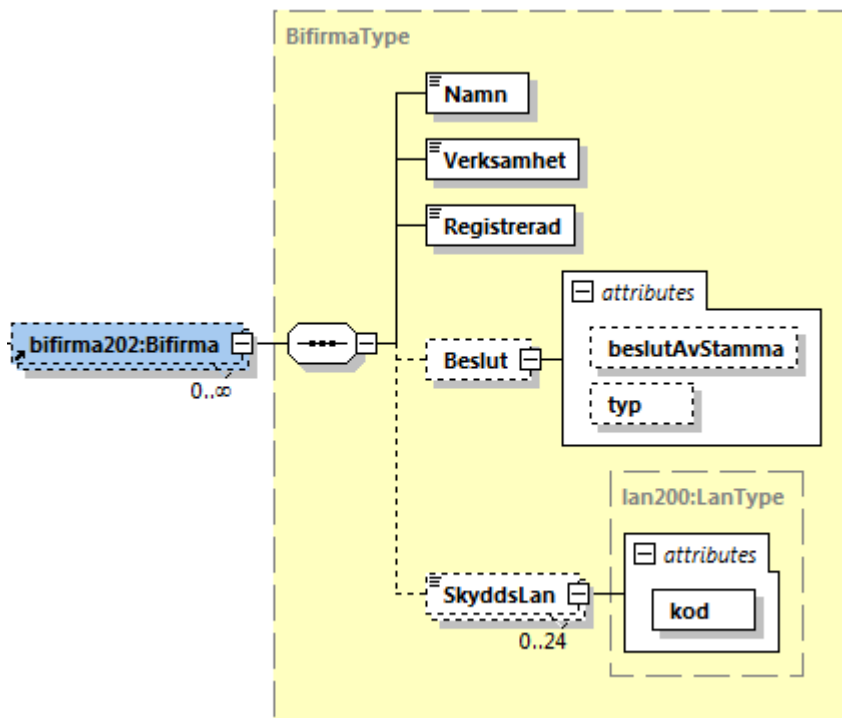 BifirmaType
Namn
Verksamhet
Registrerad
bifirma202:Bifirma
0..∞
Beslut
attributes
beslutAvStamma
typ
lan200:LanType
attributes
SkyddsLan
0..24
kod